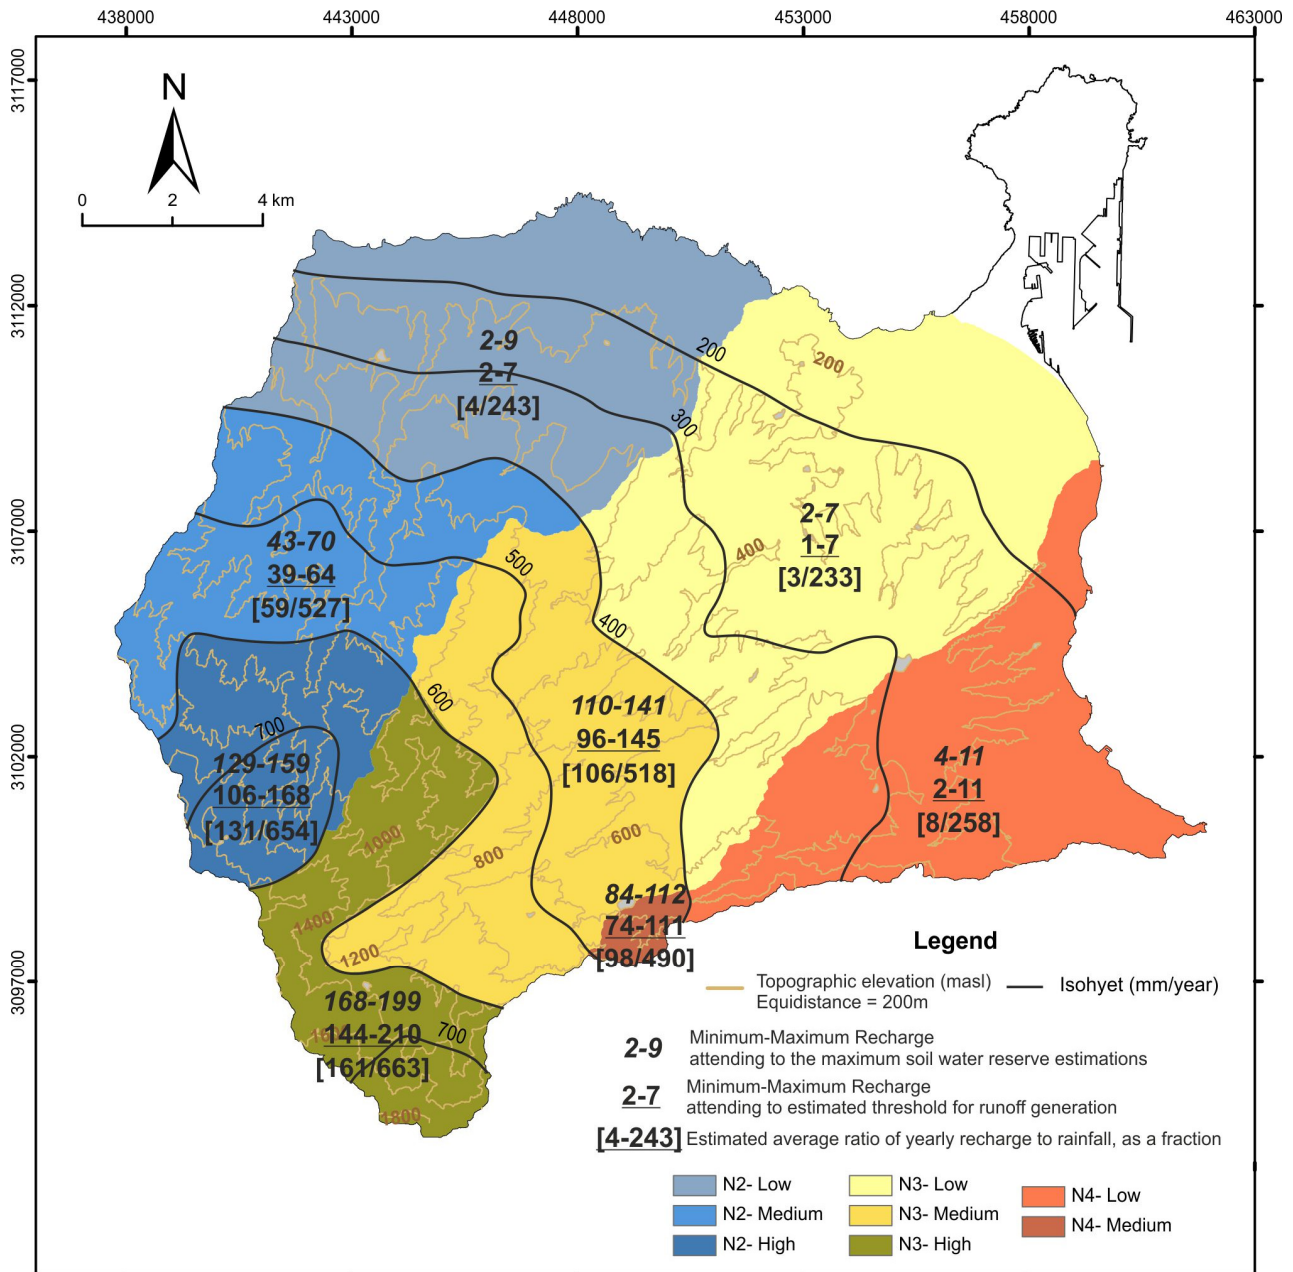 438000
443000
448000
453000
458000
463000
3117000
N
0
2
4 km
3112000
200
2-9
2-7
[4/243]
200
300
3107000
2-7
1-7
[3/233]
43-70
39-64
[59/527]
500
400
400
600
110-141
96-145
[106/518]
3102000
700
129-159
106-168
[131/654]
4-11
2-11
[8/258]
1000
800
600
84-112
74-111
[98/490]
1400
1200
3097000
168-199
144-210
[161/663]
700
1800
Legend
Topographic elevation (masl)
Equidistance = 200m
Isohyet (mm/year)
2-9
Minimum-Maximum Recharge
attending to the maximum soil water reserve estimations
2-7
Minimum-Maximum Recharge
attending to estimated threshold for runoff generation
[4-243]
Estimated average ratio of yearly recharge to rainfall, as a fraction
N2- Low
N3- Low
N4- Low
N2- Medium
N3- Medium
N4- Medium
N2- High
N3- High